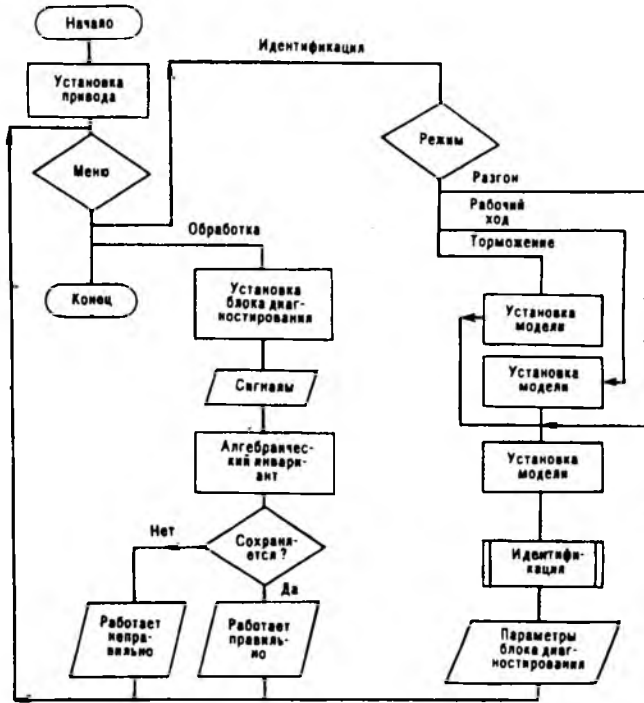 Начало
Идентификация
Установка
привода
Режим
Меню
Разгон
Рабочий
ход
Торможение
Обработка
Конец
Установка
блока диаг-
ностирования
Установка
модели
Сигналы
Установка
модели
Алгебраичес-
кий инвари-
ант
Установка
модели
Нет
Сохраня-
ется?
Да
Идентифи-
кация
Работает
непра-
вильно
Работает
правиль-
но
Параметры
блока диаг-
ностирования